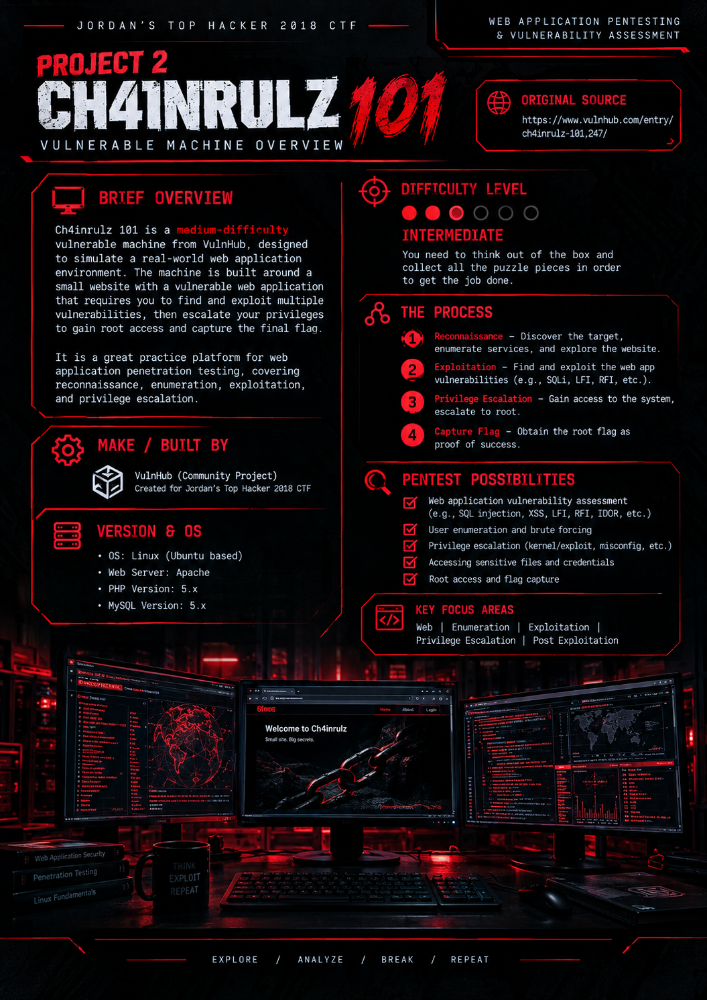 JORDAN'S TOP HACKER 2018 CTF
WEB APPLICATION PENTESTING
& VULNERABILITY ASSESSMENT
PROJECT 2
CH41NRULZ 101
VULNERABLE MACHINE OVERVIEW
ORIGINAL SOURCE
https://www.vulnhub.com/entry/
ch4inrulz-101,247/
BRIEF OVERVIEW
Ch4inrulz 101 is a medium-difficulty
vulnerable machine from VulnHub, designed
to simulate a real-world web application
environment. The machine is built around a
small website with a vulnerable web application
that requires you to find and exploit multiple
vulnerabilities, then escalate your privileges
to gain root access and capture the final flag.
It is a great practice platform for web
application penetration testing, covering
reconnaissance, enumeration, exploitation,
and privilege escalation.
MAKE / BUILT BY
VulnHub (Community Project)
Created for Jordan's Top Hacker 2018 CTF
VERSION & OS
• OS: Linux (Ubuntu based)
• Web Server: Apache
• PHP Version: 5.x
• MySQL Version: 5.x
DIFFICULTY LEVEL
INTERMEDIATE
You need to think out of the box and
collect all the puzzle pieces in order
to get the job done.
THE PROCESS
1 Reconnaissance – Discover the target,
enumerate services, and explore the website.
2 Exploitation – Find and exploit the web app
vulnerabilities (e.g., SQLi, LFI, RFI, etc.).
3 Privilege Escalation – Gain access to the system,
escalate to root.
4 Capture Flag – Obtain the root flag as
proof of success.
PENTEST POSSIBILITIES
Web application vulnerability assessment
(e.g., SQL injection, XSS, LFI, RFI, IDOR, etc.)
User enumeration and brute forcing
Privilege escalation (kernel/exploit, misconfig, etc.)
Accessing sensitive files and credentials
Root access and flag capture
KEY FOCUS AREAS
Web | Enumeration | Exploitation |
Privilege Escalation | Post Exploitation
Home About Login
Welcome to Ch4inrulz
Small site. Big secrets.
Web Application Security
Penetration Testing
Linux Fundamentals
THINK
EXPLOIT
REPEAT
EXPLORE / ANALYZE / BREAK / REPEAT